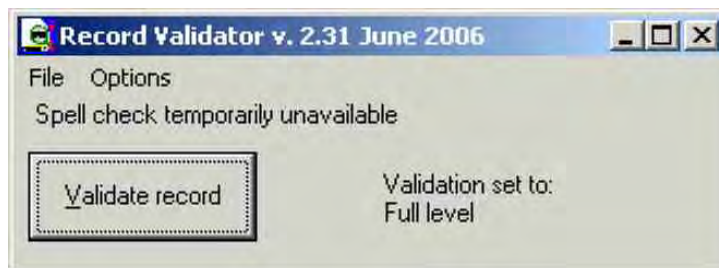 Record Validator v. 2.31 June 2006
File Options
Spell check temporarily unavailable
Validate record
Validation set to:
Full level